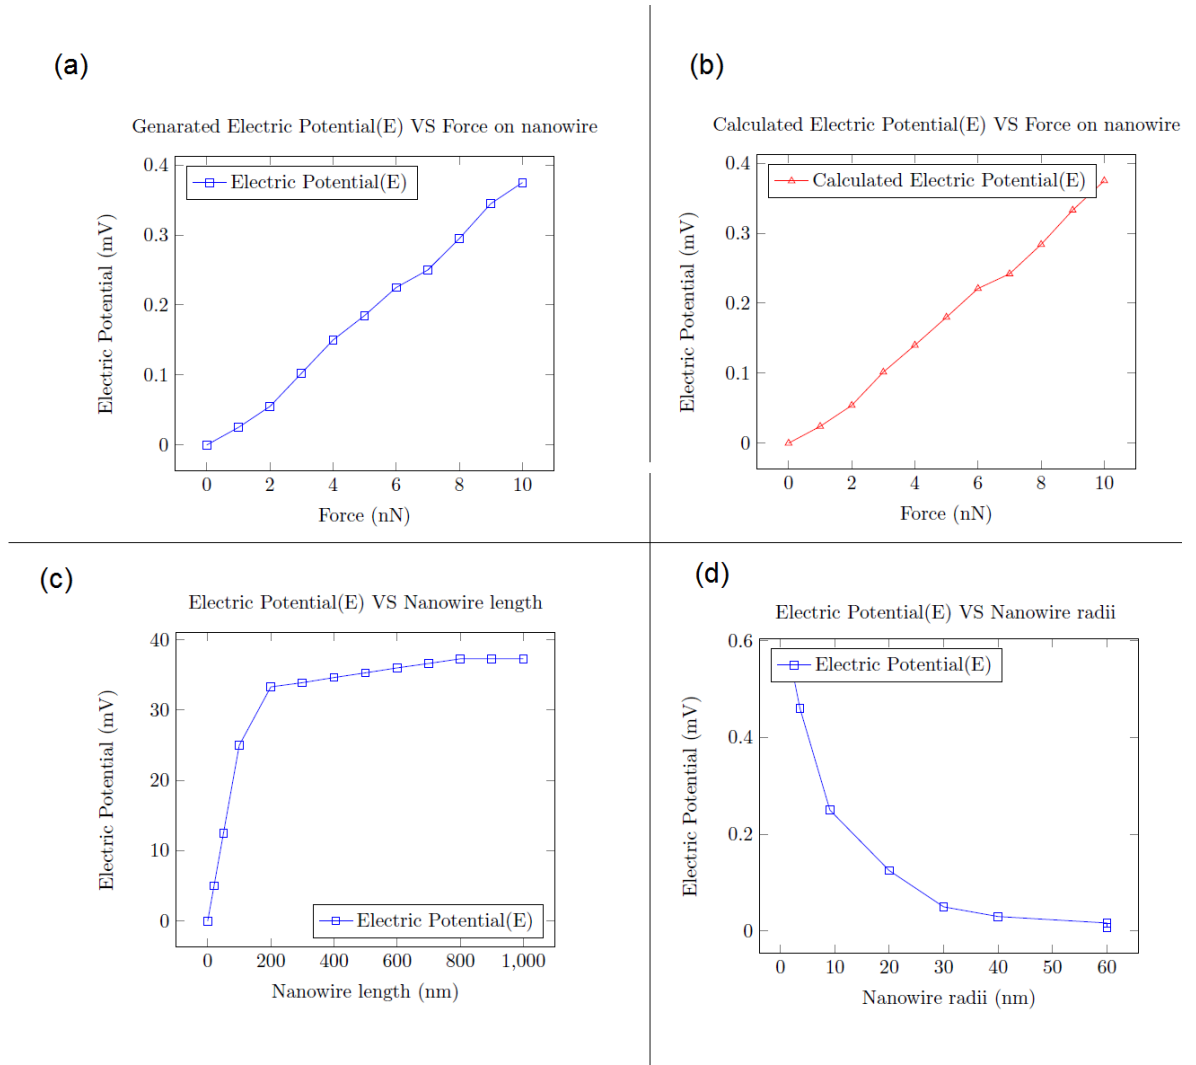 (a)
Genarated Electric Potential(E) VS Force on nanowire
Electric Potential(E)
Electric Potential (mV)
0.4
0.3
0.2
0.1
0
0 2 4 6 8 10
Force (nN)
(b)
Calculated Electric Potential(E) VS Force on nanowire
Calculated Electric Potential(E)
Electric Potential (mV)
0.4
0.3
0.2
0.1
0
0 2 4 6 8 10
Force (nN)
(c)
Electric Potential(E) VS Nanowire length
Electric Potential (mV)
40
30
20
10
0
Electric Potential(E)
0 200 400 600 800 1,000
Nanowire length (nm)
(d)
Electric Potential(E) VS Nanowire radii
Electric Potential(E)
Electric Potential (mV)
0.6
0.4
0.2
0
0 10 20 30 40 50 60
Nanowire radii (nm)